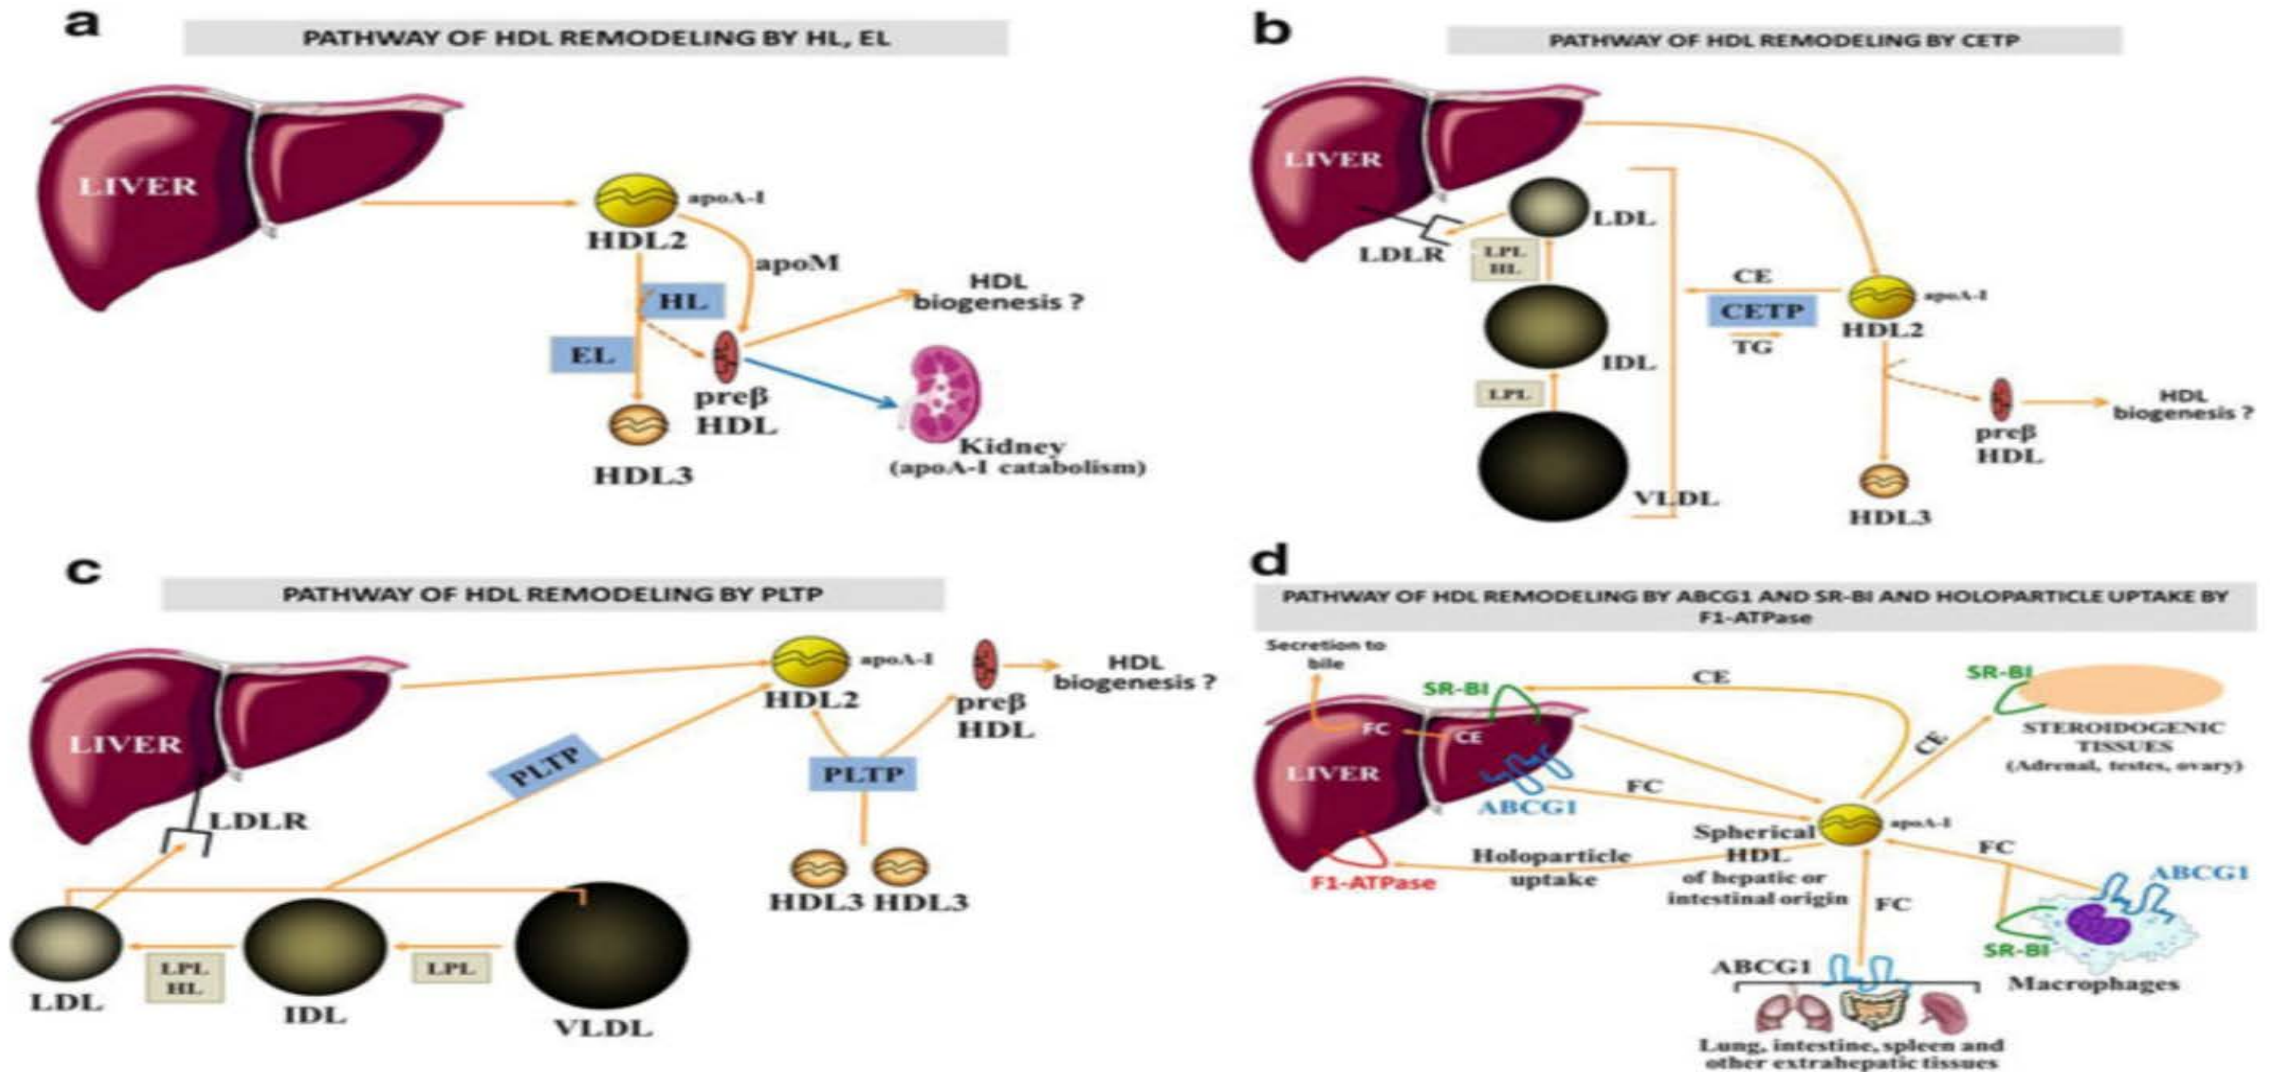 a
PATHWAY OF HDL REMODELING BY HL, EL
LIVER
apoA-I
HDL2
apoM
HL
HDL
biogenesis ?
EL
preβ
HDL
Kidney
(apoA-I catabolism)
HDL3
b
PATHWAY OF HDL REMODELING BY CETP
LIVER
LDL
LDLR
LPL
HL
CE
CETP
TG
apoA-I
HDL2
IDL
LPL
preβ
HDL
HDL
biogenesis ?
VLDL
HDL3
c
PATHWAY OF HDL REMODELING BY PLTP
LIVER
apoA-I
HDL2
preβ
HDL
HDL
biogenesis ?
PLTP
PLTP
LDLR
HDL3 HDL3
LPL
HL
LPL
LDL
IDL
VLDL
d
PATHWAY OF HDL REMODELING BY ABCG1 AND SR-BI AND HOLOPARTICLE UPTAKE BY
F1-ATPase
Secretion to
bile
SR-BI
CE
SR-BI
FC
CE
LIVER
CE
STEROIDOGENIC
TISSUES
(Adrenal, testes, ovary)
ABCG1
FC
Spherical
HDL
of hepatic or
intestinal origin
apoA-I
Holoparticle
uptake
F1-ATPase
FC
ABCG1
FC
SR-BI
Macrophages
ABCG1
Lung, intestine, spleen and
other extrahepatic tissues